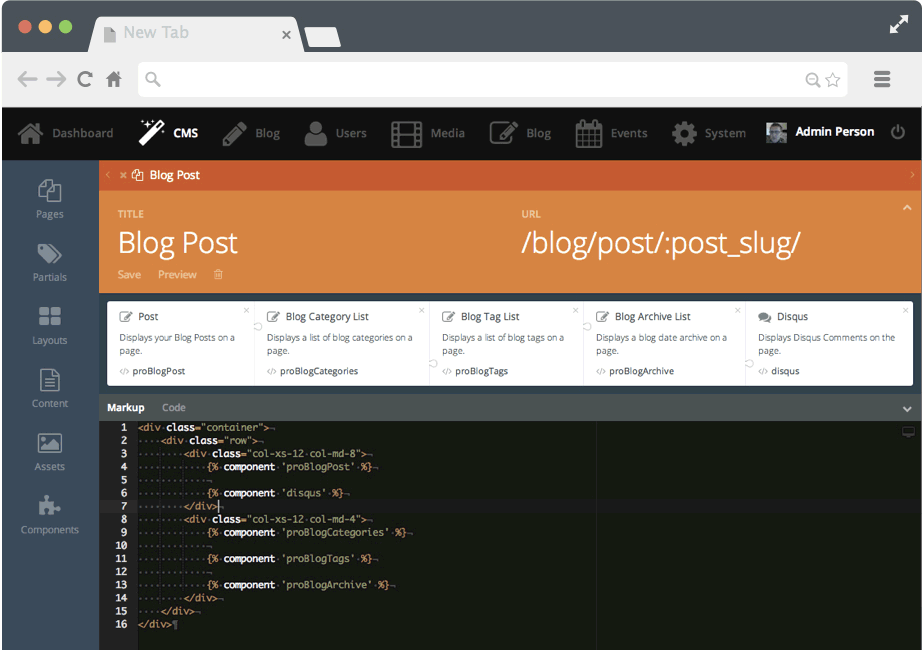 New Tab
Dashboard CMS Blog Users Media Blog Events System Admin Person
Blog Post
Pages
Partials
Layouts
Content
Assets
Components
TITLE
Blog Post
Save Preview
URL
/blog/post/:post_slug/
Post
Displays your Blog Posts on a
page.
</> proBlogPost
Blog Category List
Displays a list of blog categories on a
page.
</> proBlogCategories
Blog Tag List
Displays a list of blog tags on a
page.
</> proBlogTags
Blog Archive List
Displays a blog date archive on a
page.
</> proBlogArchive
Disqus
Displays Disqus Comments on the
page.
</> disqus
Markup Code
1 <div class="container">
2 <div class="row">
3 <div class="col-xs-12 col-md-8">
4 {% component 'proBlogPost' %}
5
6 {% component 'disqus' %}
7 </div>
8 <div class="col-xs-12 col-md-4">
9 {% component 'proBlogCategories' %}
10
11 {% component 'proBlogTags' %}
12
13 {% component 'proBlogArchive' %}
14 </div>
15 </div>
16 </div>¶